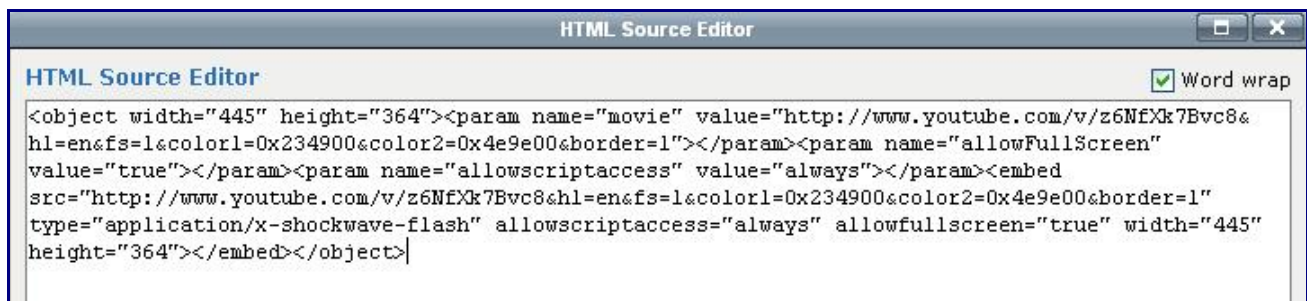 HTML Source Editor
HTML Source Editor
Word wrap
<object width="445" height="364"><param name="movie" value="http://www.youtube.com/v/z6NfXk7Bvc8&
hl=en&fs=1&color1=0x234900&color2=0x4e9e00&border=1"></param><param name="allowFullScreen"
value="true"></param><param name="allowscriptaccess" value="always"></param><embed
src="http://www.youtube.com/v/z6NfXk7Bvc8&hl=en&fs=1&color1=0x234900&color2=0x4e9e00&border=1"
type="application/x-shockwave-flash" allowscriptaccess="always" allowfullscreen="true" width="445"
height="364"></embed></object>